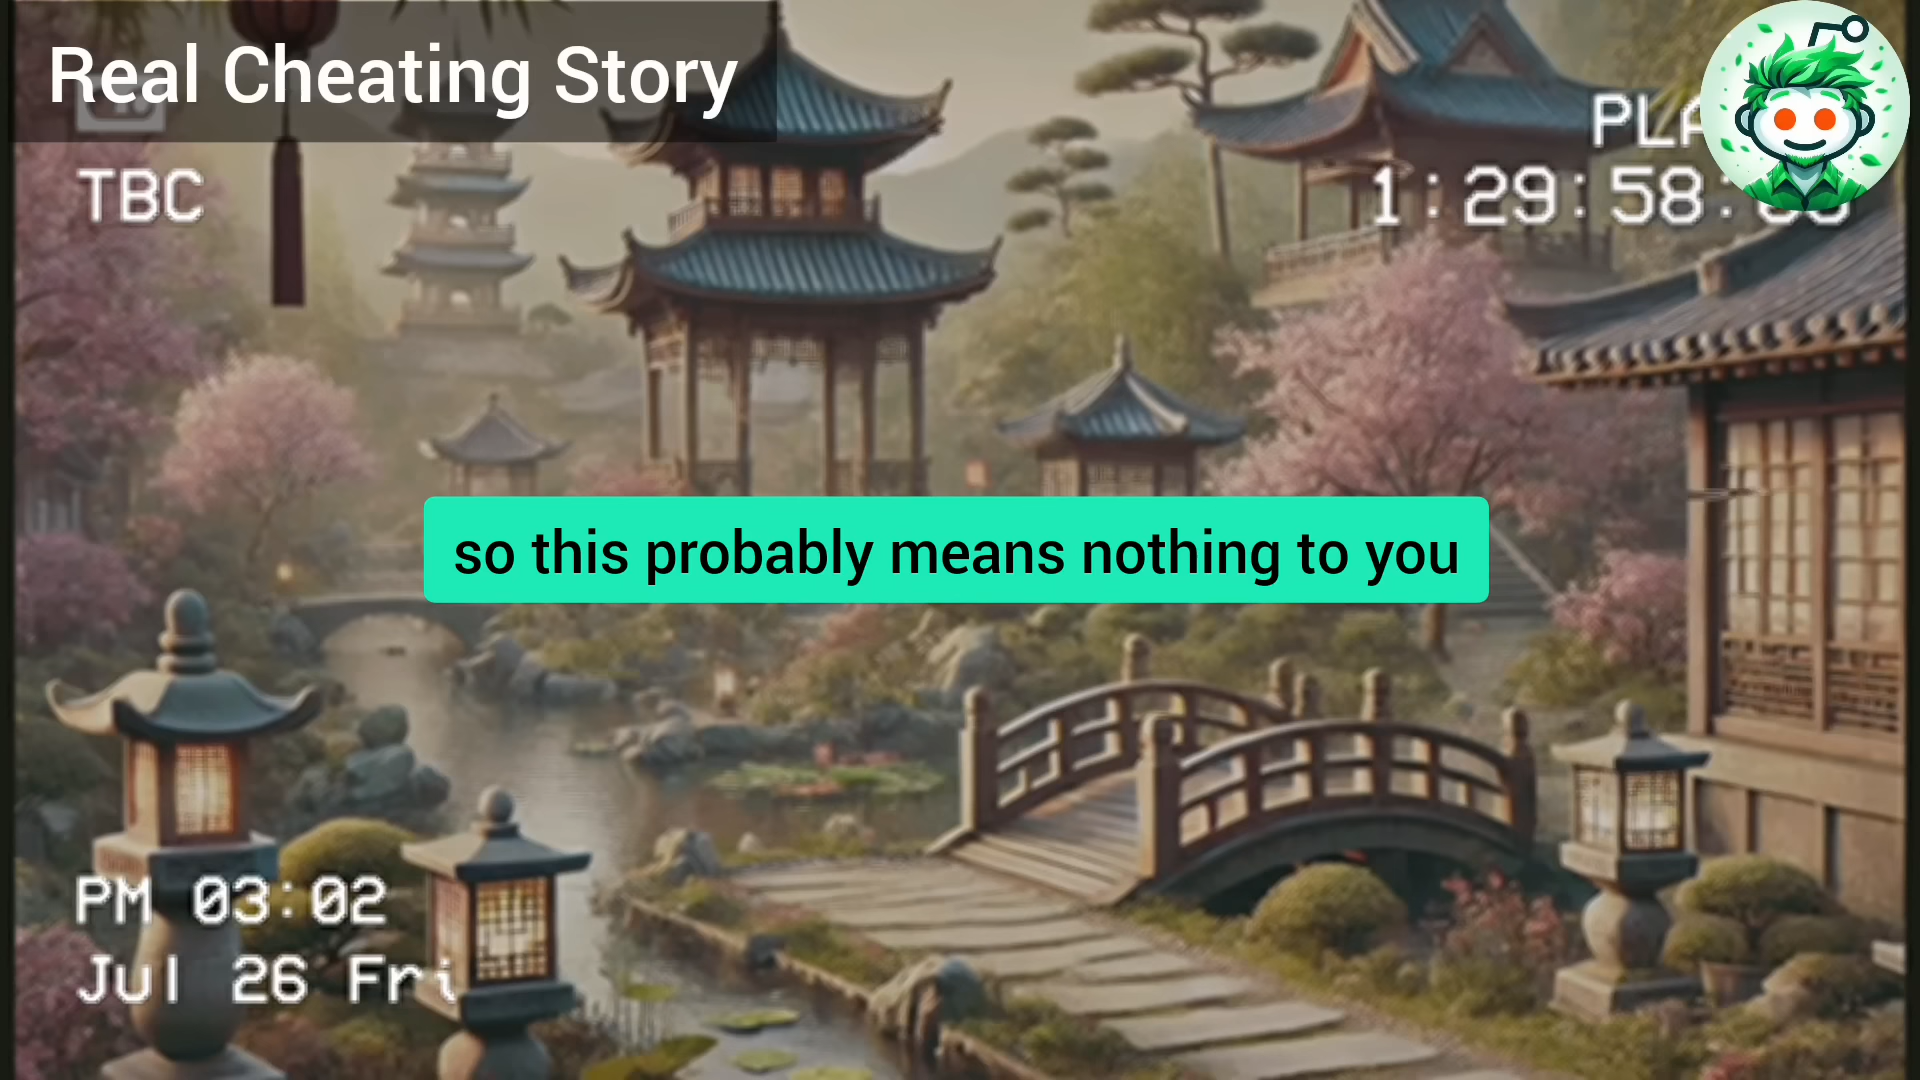 Real Cheating Story
TBC
1:29:58:
so this probably means nothing to you
PM 03:02
Jul 26 Fri